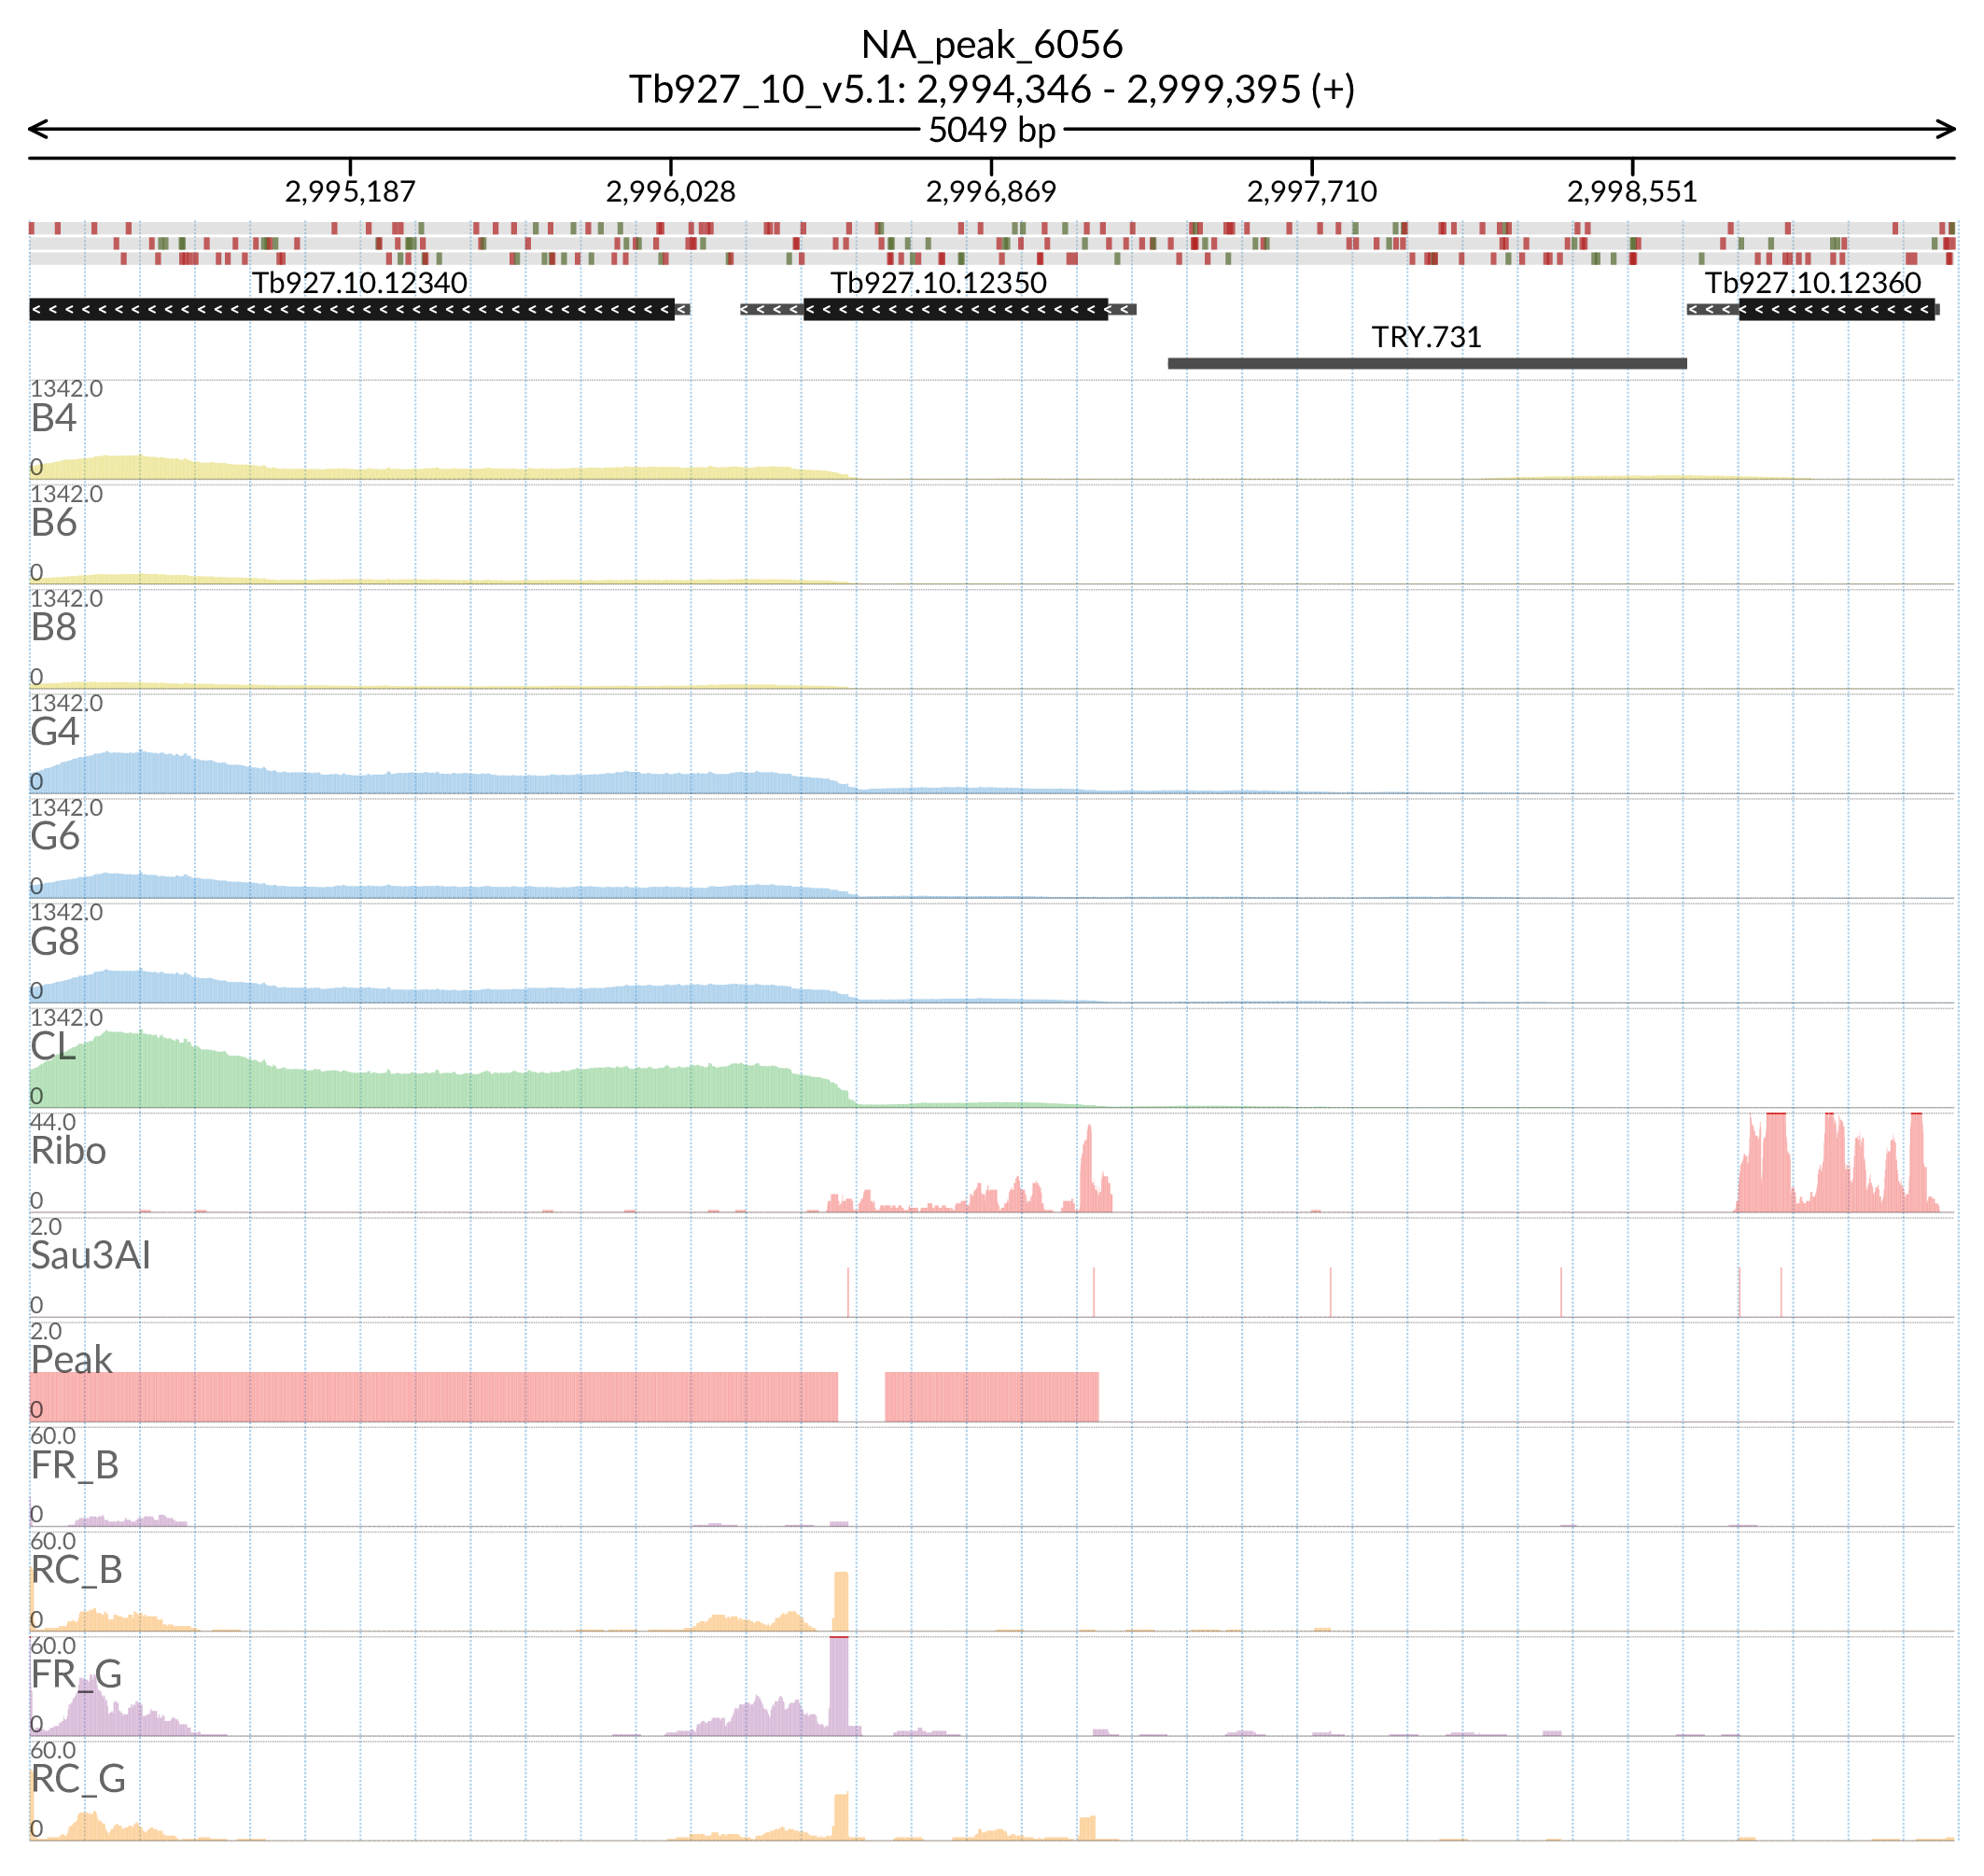 NA_peak_6056
Tb927_10_v5.1: 2,994,346 - 2,999,395 (+)
5049 bp
2,995,187 2,996,028 2,996,869 2,997,710 2,998,551
Tb927.10.12340 Tb927.10.12350 Tb927.10.12360
TRY.731
1342.0
B4
0
1342.0
B6
0
1342.0
B8
0
1342.0
G4
0
1342.0
G6
0
1342.0
G8
0
1342.0
CL
0
44.0
Ribo
0
2.0
Sau3AI
0
2.0
Peak
0
60.0
FR_B
0
60.0
RC_B
0
60.0
FR_G
0
60.0
RC_G
0